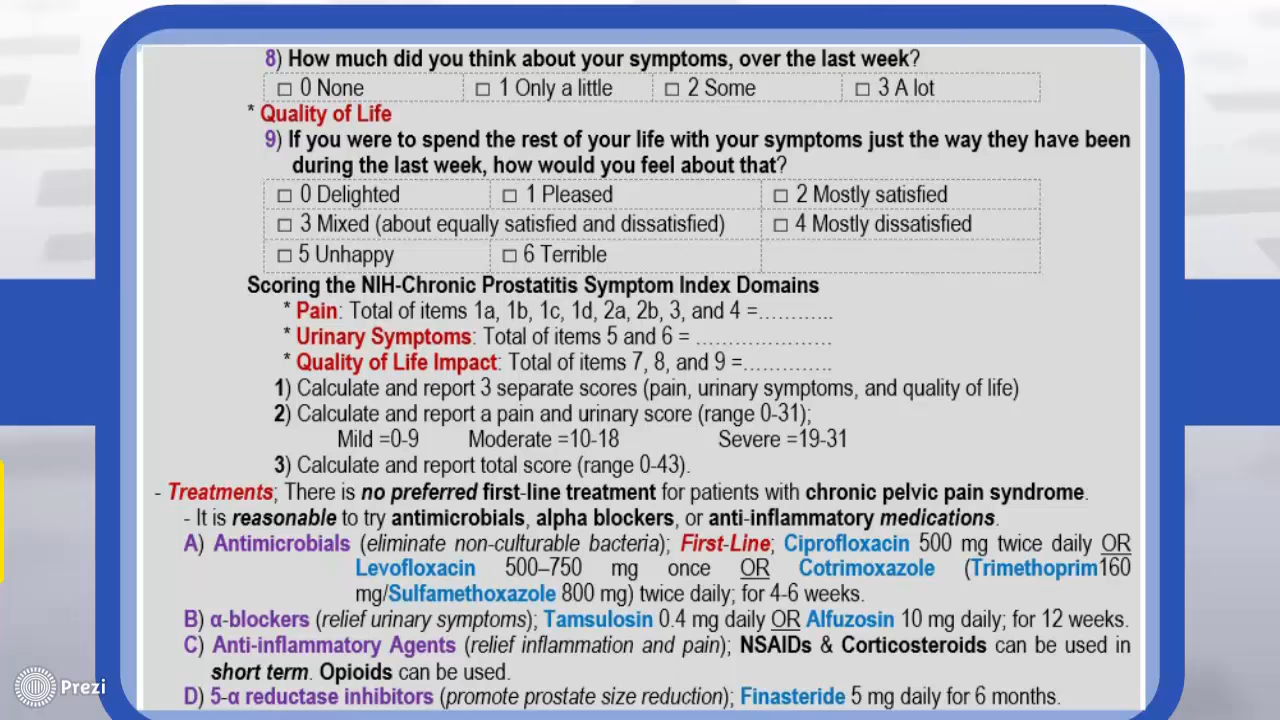 8) How much did you think about your symptoms, over the last week?
□ 0 None □ 1 Only a little □ 2 Some □ 3 A lot
* Quality of Life
9) If you were to spend the rest of your life with your symptoms just the way they have been
during the last week, how would you feel about that?
□ 0 Delighted □ 1 Pleased □ 2 Mostly satisfied
□ 3 Mixed (about equally satisfied and dissatisfied) □ 4 Mostly dissatisfied
□ 5 Unhappy □ 6 Terrible
Scoring the NIH-Chronic Prostatitis Symptom Index Domains
* Pain: Total of items 1a, 1b, 1c, 1d, 2a, 2b, 3, and 4 =………..
* Urinary Symptoms: Total of items 5 and 6 = …………………
* Quality of Life Impact: Total of items 7, 8, and 9 =………….
1) Calculate and report 3 separate scores (pain, urinary symptoms, and quality of life)
2) Calculate and report a pain and urinary score (range 0-31);
Mild =0-9 Moderate =10-18 Severe =19-31
3) Calculate and report total score (range 0-43).
- Treatments; There is no preferred first-line treatment for patients with chronic pelvic pain syndrome.
- It is reasonable to try antimicrobials, alpha blockers, or anti-inflammatory medications.
A) Antimicrobials (eliminate non-culturable bacteria); First-Line; Ciprofloxacin 500 mg twice daily OR
Levofloxacin 500–750 mg once OR Cotrimoxazole (Trimethoprim160
mg/Sulfamethoxazole 800 mg) twice daily; for 4-6 weeks.
B) α-blockers (relief urinary symptoms); Tamsulosin 0.4 mg daily OR Alfuzosin 10 mg daily; for 12 weeks.
C) Anti-inflammatory Agents (relief inflammation and pain); NSAIDs & Corticosteroids can be used in
short term. Opioids can be used.
D) 5-α reductase inhibitors (promote prostate size reduction); Finasteride 5 mg daily for 6 months.
Prezi